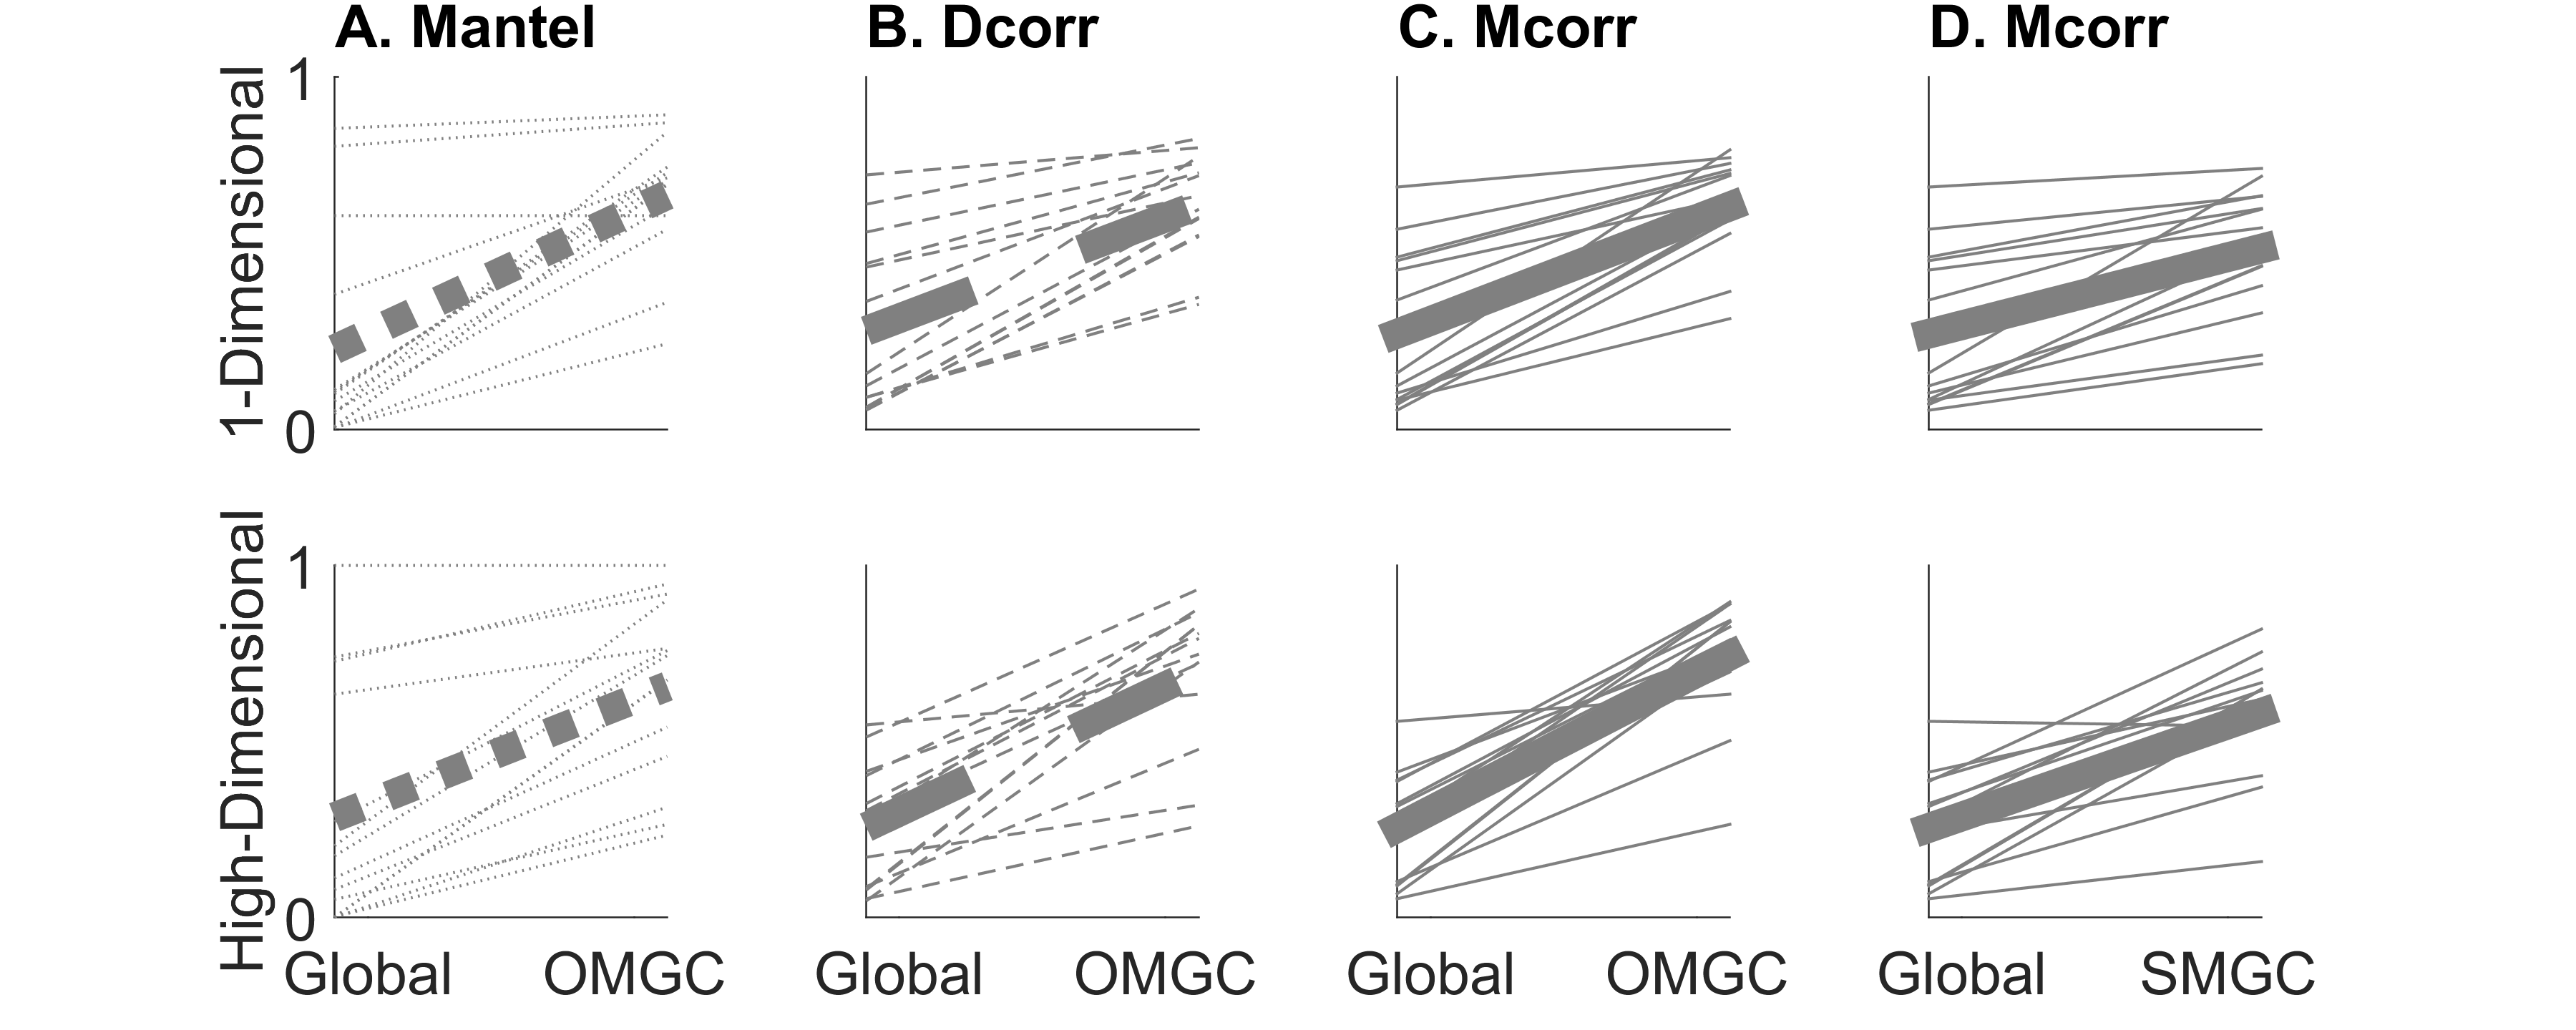 A. Mantel
B. Dcorr
C. Mcorr
D. Mcorr
1-Dimensional
1
0
High-Dimensional
1
0
Global
OMGC
Global
OMGC
Global
OMGC
Global
SMGC